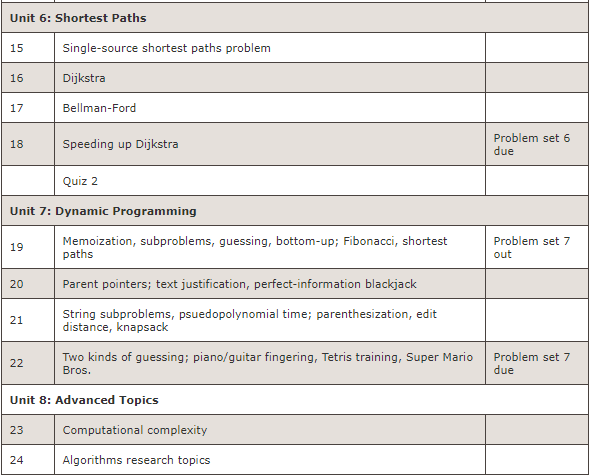 Unit 6: Shortest Paths
15 Single-source shortest paths problem
16 Dijkstra
17 Bellman-Ford
18 Speeding up Dijkstra Problem set 6
due
Quiz 2
Unit 7: Dynamic Programming
19 Memoization, subproblems, guessing, bottom-up; Fibonacci, shortest
paths Problem set 7
out
20 Parent pointers; text justification, perfect-information blackjack
21 String subproblems, psuedopolynomial time; parenthesization, edit
distance, knapsack
22 Two kinds of guessing; piano/guitar fingering, Tetris training, Super Mario
Bros. Problem set 7
due
Unit 8: Advanced Topics
23 Computational complexity
24 Algorithms research topics